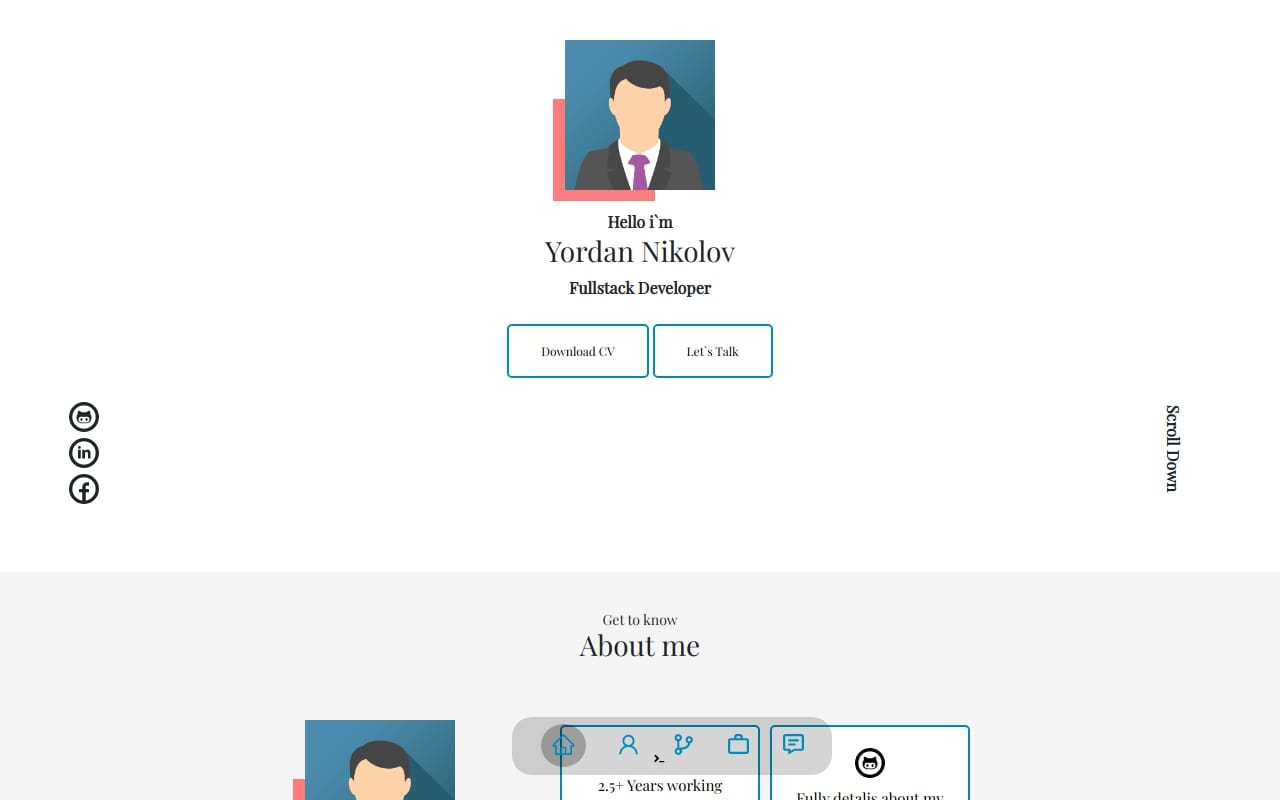 Hello i`m
Yordan Nikolov
Fullstack Developer
Download CV
Let`s Talk
Scroll Down
Get to know
About me
2.5+ Years working
Fully detalis about my